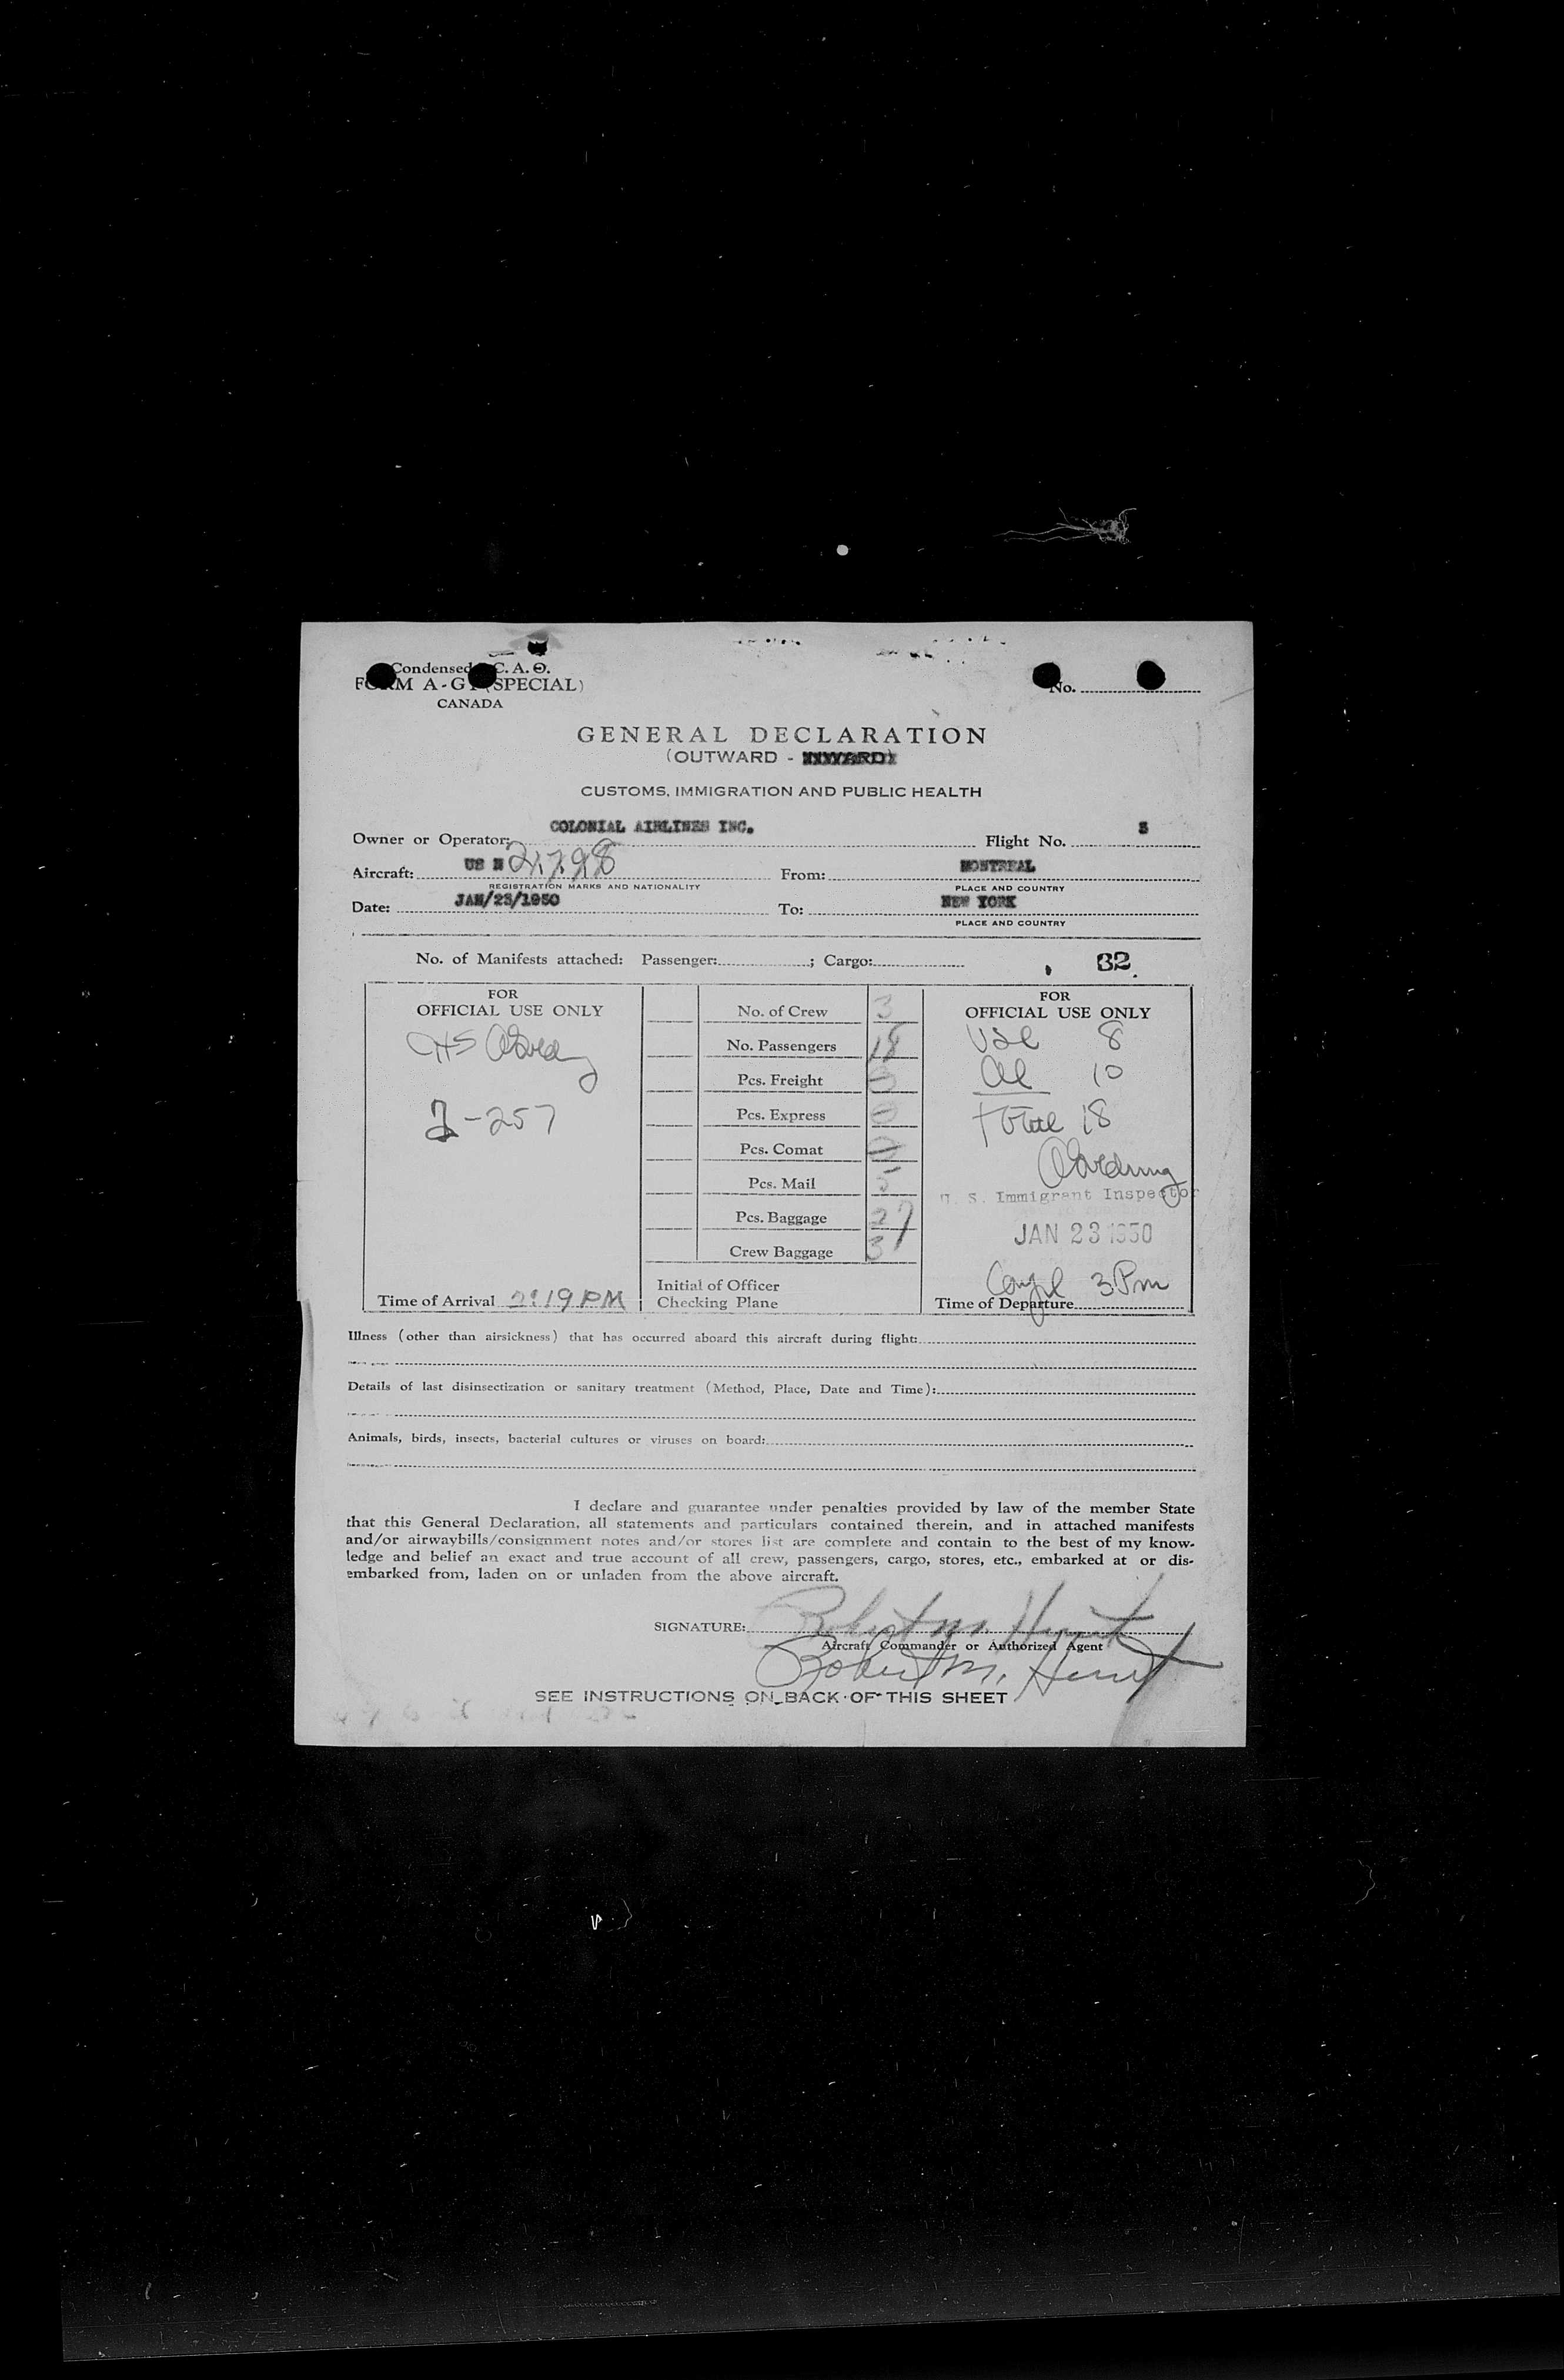 Condensed C. A. O.
FORM A-G1 (SPECIAL)
CANADA
No.
GENERAL DECLARATION
(OUTWARD - INWARD)
CUSTOMS, IMMIGRATION AND PUBLIC HEALTH
Owner or Operator: COLONIAL AIRLINES INC. Flight No. 3
Aircraft: US N 21798 From: MONTREAL
REGISTRATION MARKS AND NATIONALITY PLACE AND COUNTRY
Date: JAN/23/1950 To: NEW YORK
PLACE AND COUNTRY
No. of Manifests attached: Passenger: ; Cargo: 32
FOR
OFFICIAL USE ONLY
I-257
Time of Arrival 2:19 PM
No. of Crew 3
No. Passengers 18
Pcs. Freight 0
Pcs. Express 0
Pcs. Comat 0
Pcs. Mail 5
Pcs. Baggage 27
Crew Baggage 3
Initial of Officer
Checking Plane
FOR
OFFICIAL USE ONLY
8
10
Total 18
U. S. Immigrant Inspector
JAN 23 1950
3 Pm
Time of Departure
Illness (other than airsickness) that has occurred aboard this aircraft during flight:
Details of last disinsectization or sanitary treatment (Method, Place, Date and Time):
Animals, birds, insects, bacterial cultures or viruses on board:
I declare and guarantee under penalties provided by law of the member State
that this General Declaration, all statements and particulars contained therein, and in attached manifests
and/or airwaybills/consignment notes and/or stores list are complete and contain to the best of my know-
ledge and belief an exact and true account of all crew, passengers, cargo, stores, etc., embarked at or dis-
embarked from, laden on or unladen from the above aircraft.
SIGNATURE: Robert M.
Aircraft Commander or Authorized Agent
Robert M.
SEE INSTRUCTIONS ON BACK OF THIS SHEET